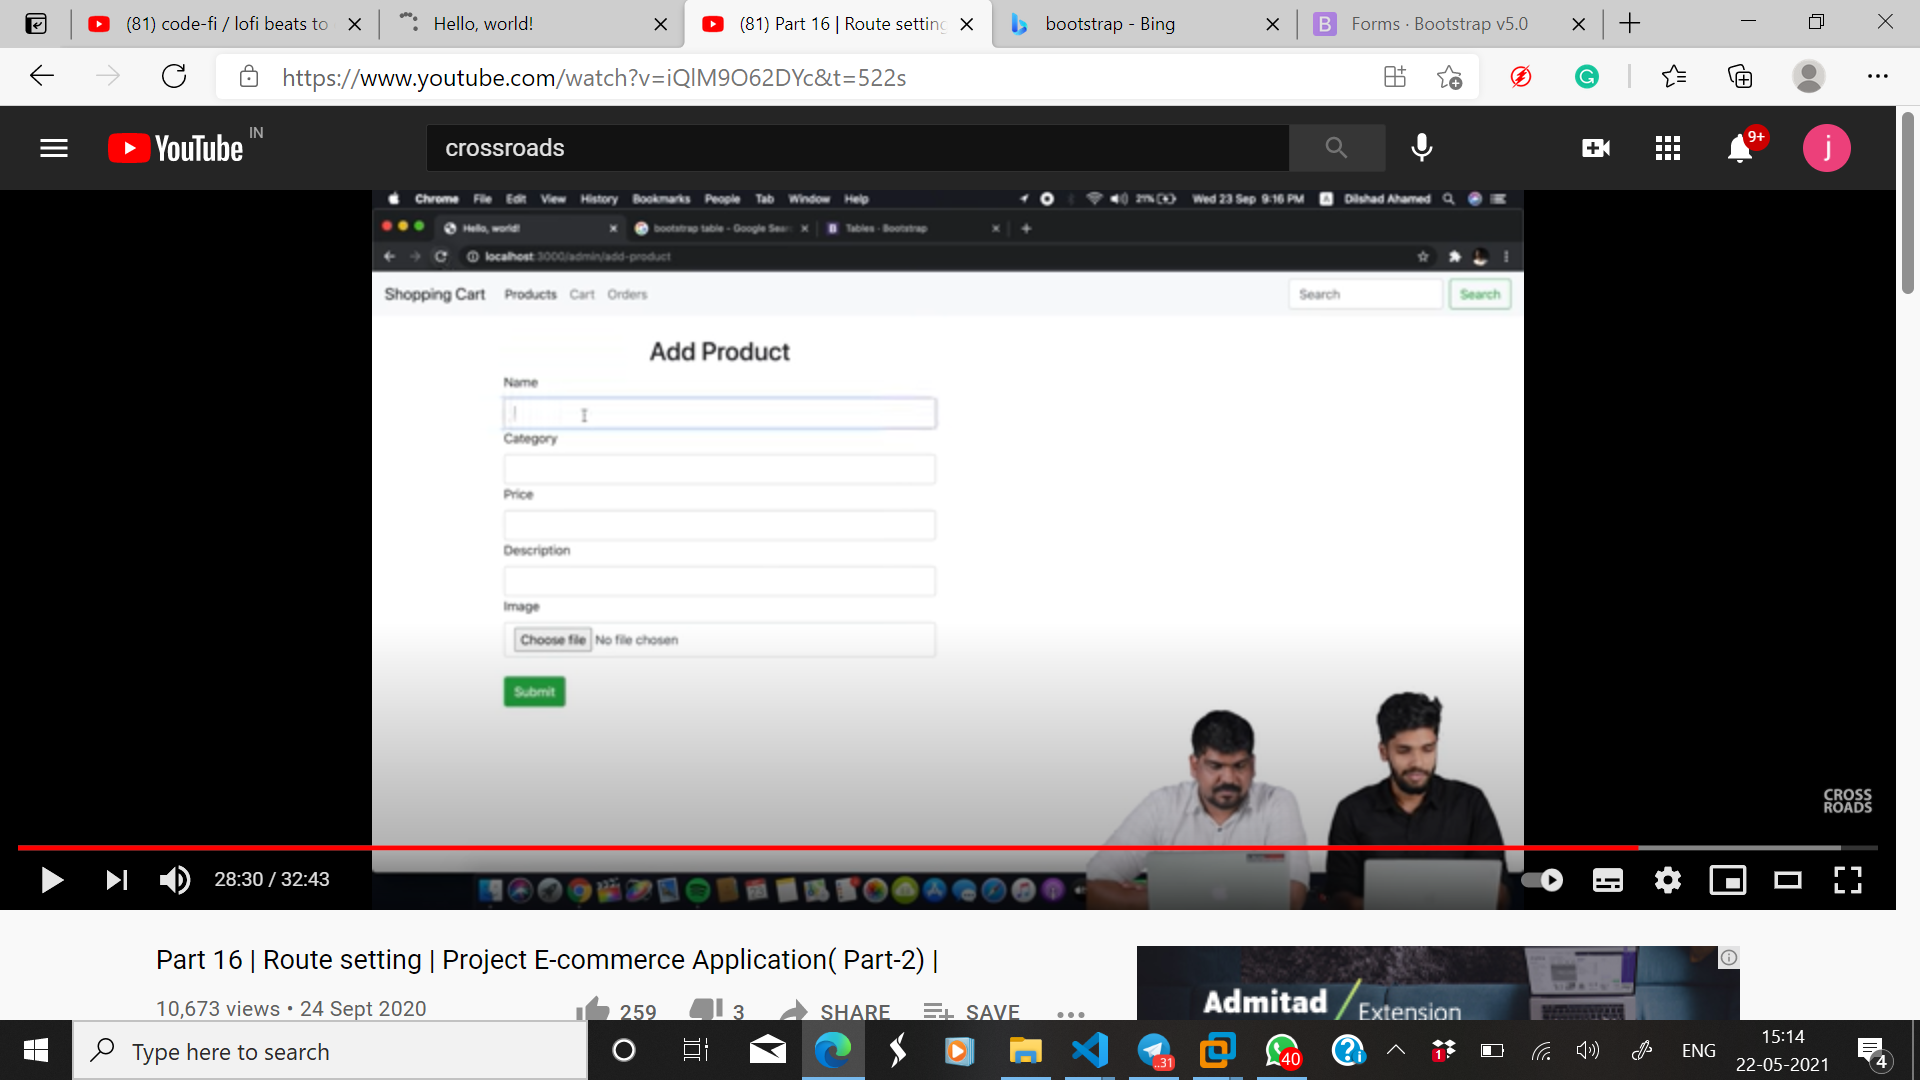 (81) code-fi / lofi beats to
Hello, world!
(81) Part 16 | Route setting
bootstrap - Bing
Forms · Bootstrap v5.0
https://www.youtube.com/watch?v=iQlM9O62DYc&t=522s
YouTube IN
crossroads
9+
j
Chrome File Edit View History Bookmarks People Tab Window Help
21% Wed 23 Sep 9:16 PM A Dilshad Ahamed
Hello, world!
bootstrap table - Google Sear
B Tables · Bootstrap
localhost:3000/admin/add-product
Shopping Cart Products Cart Orders
Search Search
Add Product
Name
Category
Price
Description
Image
Choose file No file chosen
Submit
CROSS
ROADS
28:30 / 32:43
Part 16 | Route setting | Project E-commerce Application( Part-2) |
10,673 views • 24 Sept 2020
259 3 SHARE SAVE
Admitad Extension
Type here to search
..31
40
1
ENG
15:14
22-05-2021
4